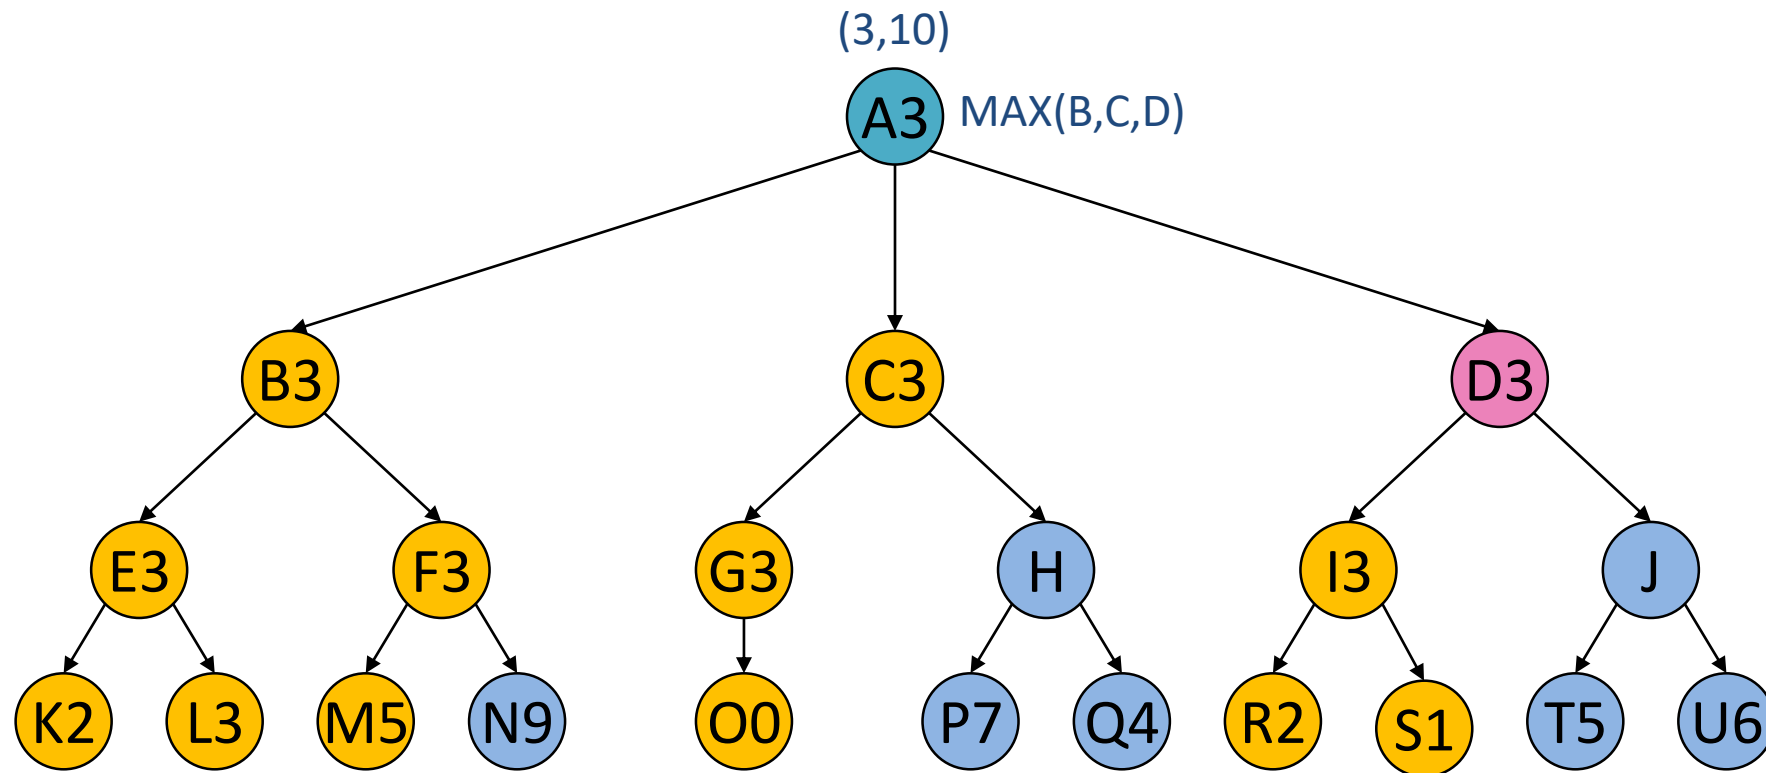 (3,10)
A3 MAX(B,C,D)
B3 C3 D3
E3 F3 G3 H I3 J
K2 L3 M5 N9 O0 P7 Q4 R2 S1 T5 U6